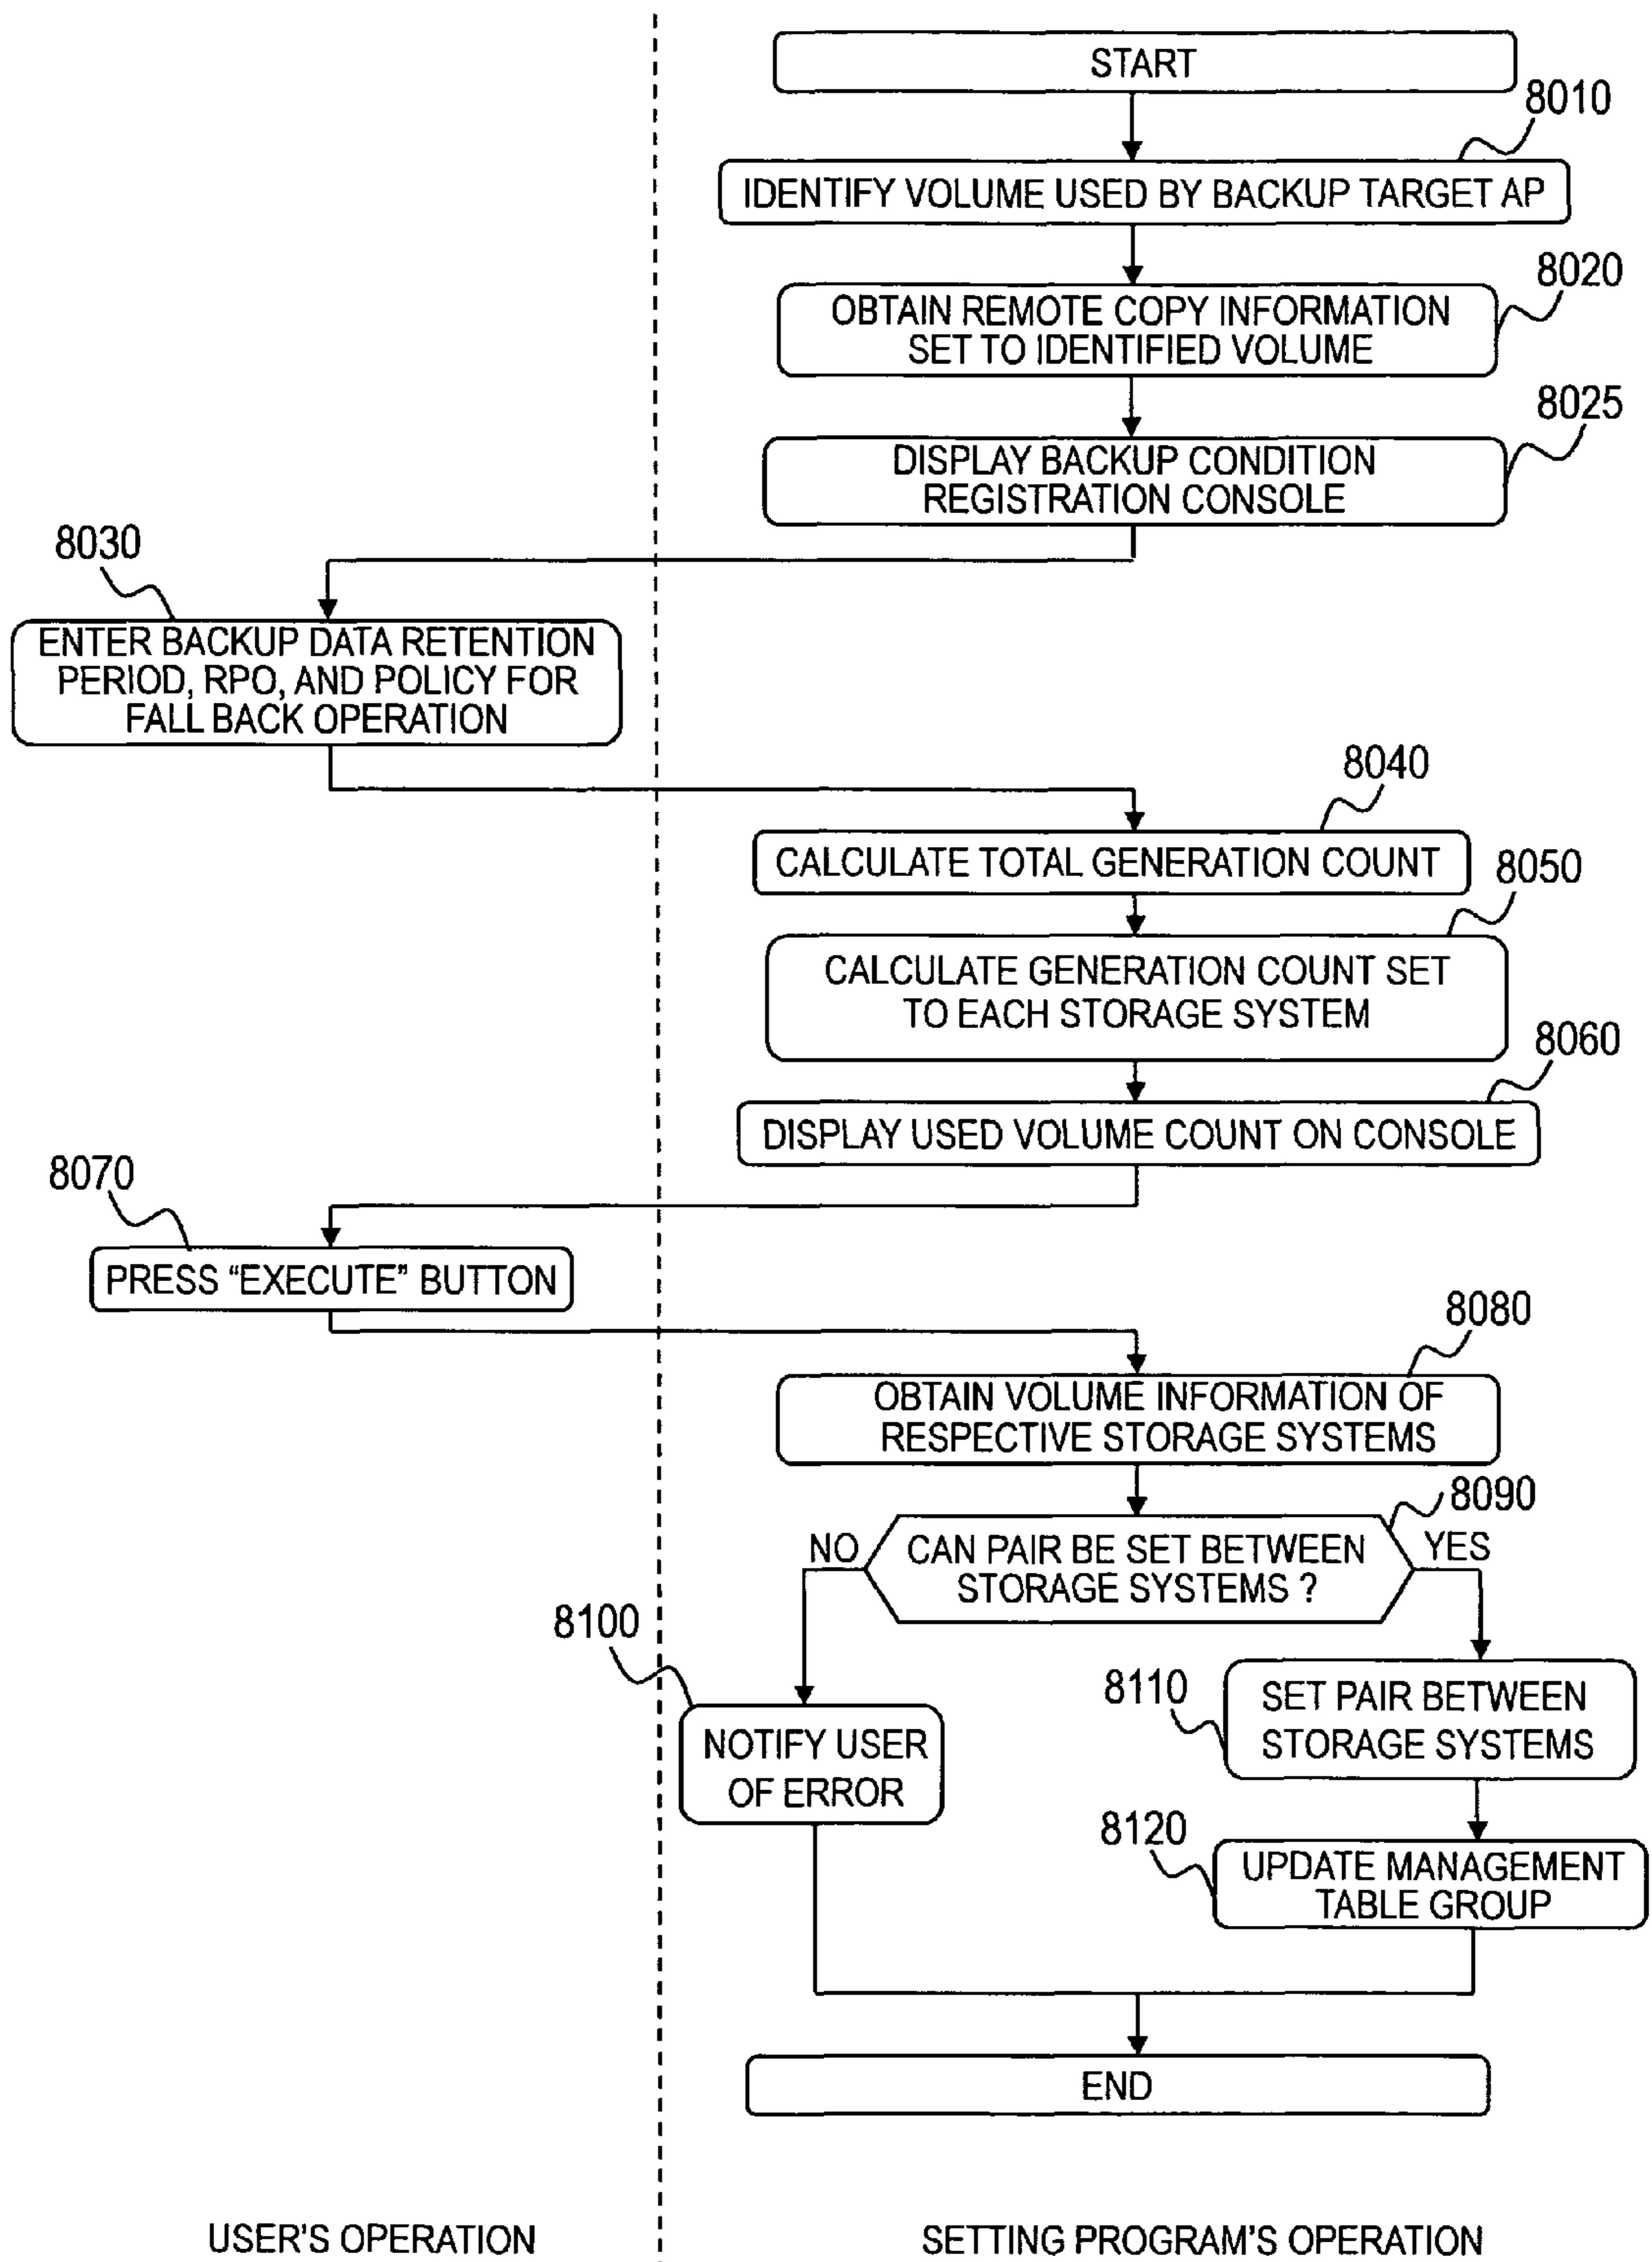 START
8010
IDENTIFY VOLUME USED BY BACKUP TARGET AP
8020
OBTAIN REMOTE COPY INFORMATION
SET TO IDENTIFIED VOLUME
8025
DISPLAY BACKUP CONDITION
REGISTRATION CONSOLE
8030
ENTER BACKUP DATA RETENTION
PERIOD, RPO, AND POLICY FOR
FALL BACK OPERATION
8040
CALCULATE TOTAL GENERATION COUNT
8050
CALCULATE GENERATION COUNT SET
TO EACH STORAGE SYSTEM
8060
DISPLAY USED VOLUME COUNT ON CONSOLE
8070
PRESS “EXECUTE” BUTTON
8080
OBTAIN VOLUME INFORMATION OF
RESPECTIVE STORAGE SYSTEMS
8090
NO
CAN PAIR BE SET BETWEEN
STORAGE SYSTEMS ?
YES
8100
NOTIFY USER
OF ERROR
8110
SET PAIR BETWEEN
STORAGE SYSTEMS
8120
UPDATE MANAGEMENT
TABLE GROUP
END
USER'S OPERATION
SETTING PROGRAM'S OPERATION